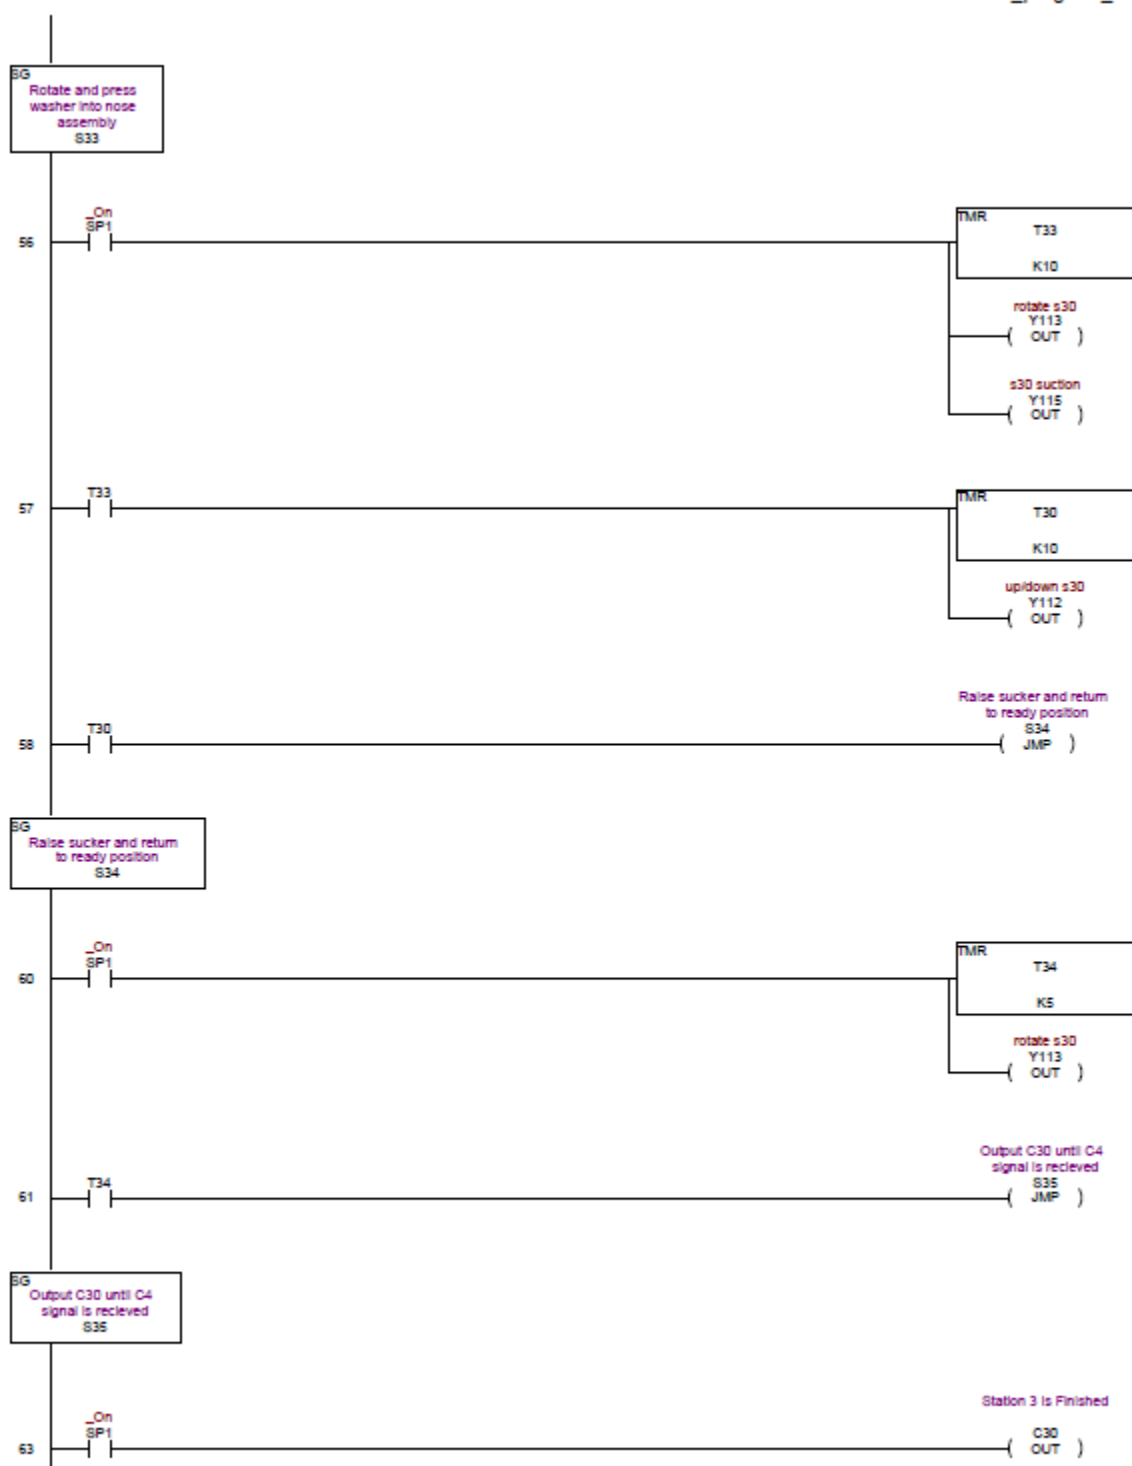 SG
Rotate and press
washer into nose
assembly
S33
_On
SP1
56
TMR
T33
K10
rotate s30
Y113
OUT
s30 suction
Y115
OUT
57
T33
TMR
T30
K10
up/down s30
Y112
OUT
58
T30
Raise sucker and return
to ready position
S34
JMP
SG
Raise sucker and return
to ready position
S34
_On
SP1
60
TMR
T34
K5
rotate s30
Y113
OUT
61
T34
Output C30 until C4
signal is recieved
S35
JMP
SG
Output C30 until C4
signal is recieved
S35
_On
SP1
63
Station 3 is Finished
C30
OUT